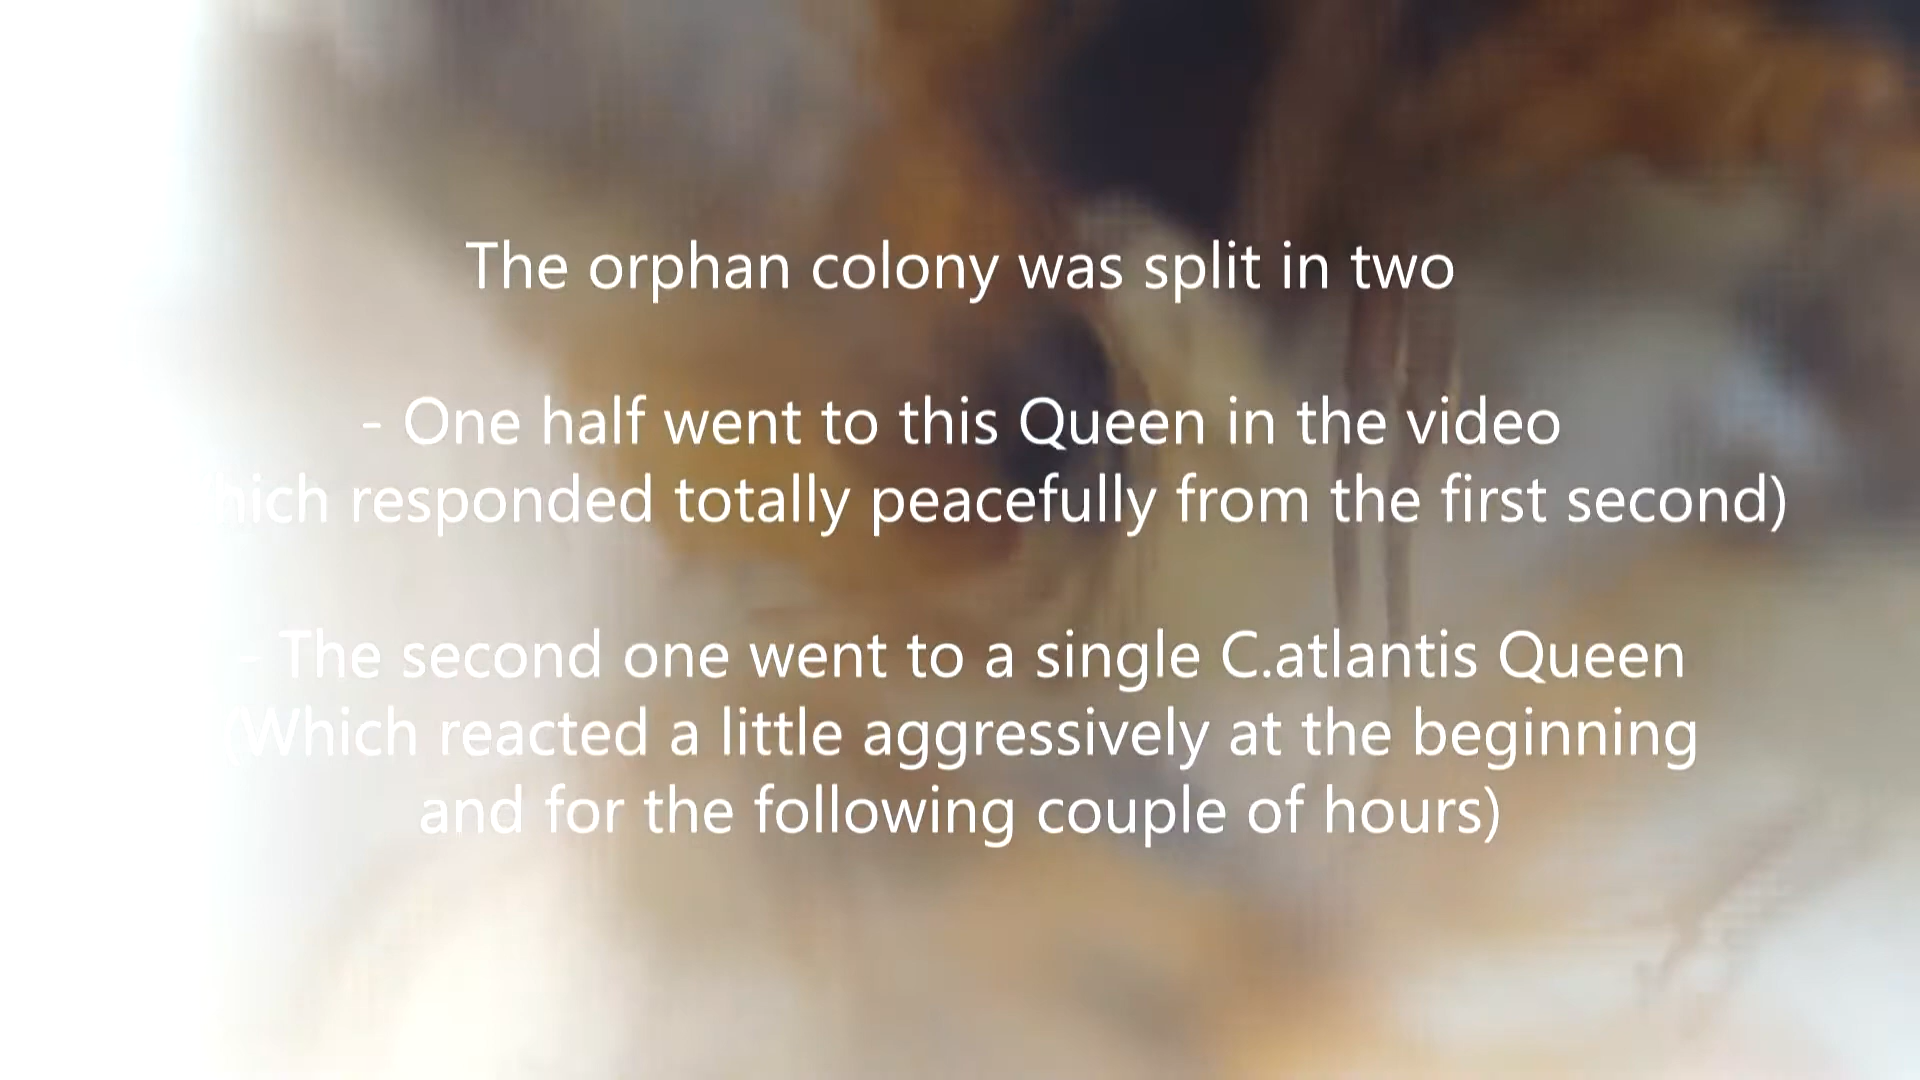 The orphan colony was split in two
- One half went to this Queen in the video
hich responded totally peacefully from the first second)
- The second one went to a single C.atlantis Queen
(Which reacted a little aggressively at the beginning
and for the following couple of hours)